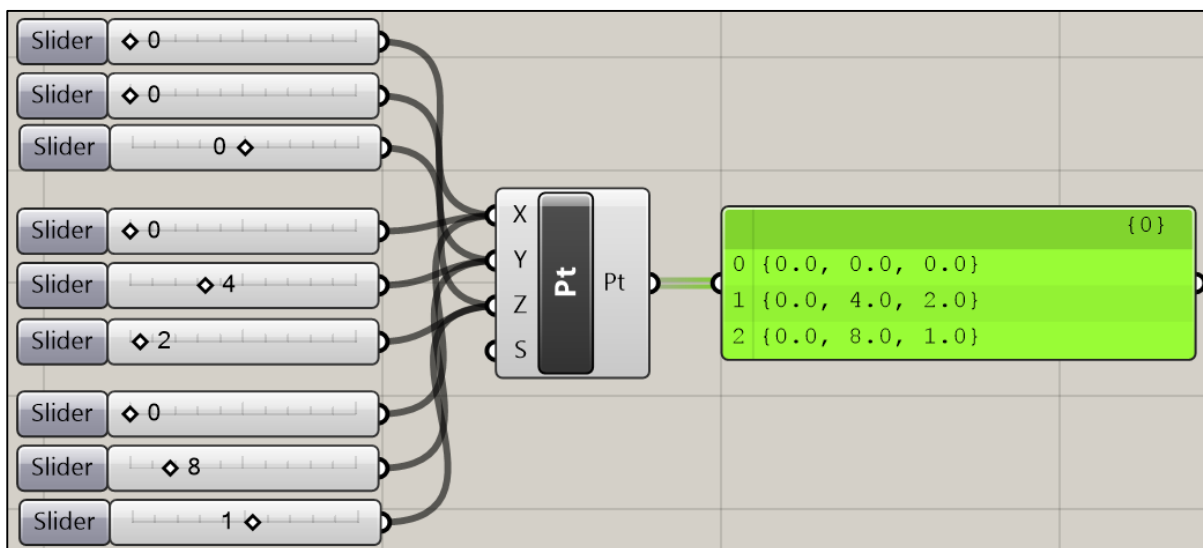 Slider 0
Slider 0
Slider 0
Slider 0
Slider 4
Slider 2
Slider 0
Slider 8
Slider 1
X
Y
Z
S
Pt
Pt
{0}
0 {0.0, 0.0, 0.0}
1 {0.0, 4.0, 2.0}
2 {0.0, 8.0, 1.0}